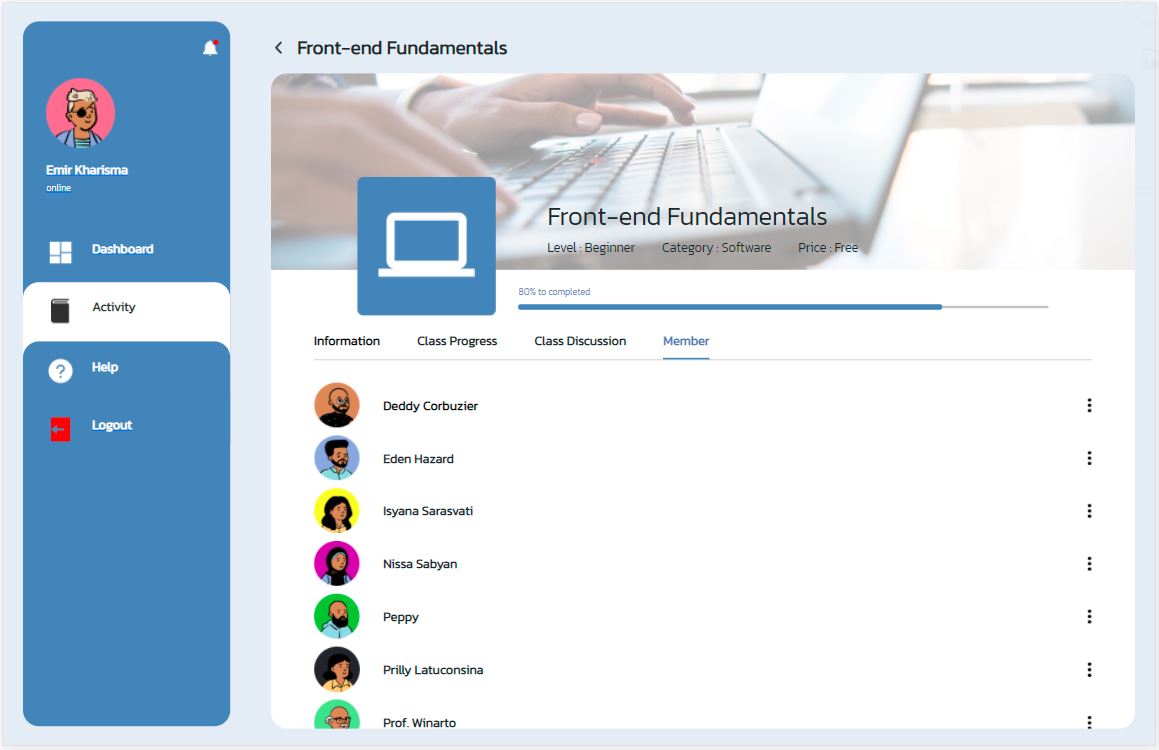 Front-end Fundamentals
Emir Kharisma
online
Dashboard
Activity
Help
Logout
Front-end Fundamentals
Level : Beginner Category : Software Price : Free
80% to completed
Information Class Progress Class Discussion Member
Deddy Corbuzier
Eden Hazard
Isyana Sarasvati
Nissa Sabyan
Peppy
Prilly Latuconsina
Prof. Winarto